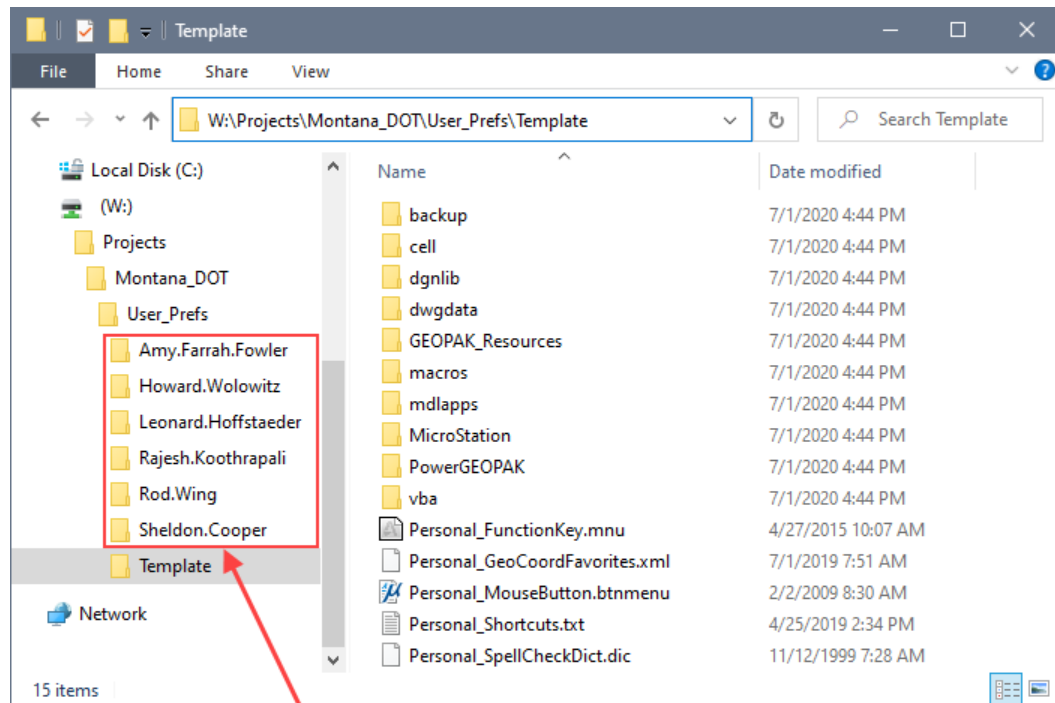 Template
File Home Share View
W:\Projects\Montana_DOT\User_Prefs\Template Search Template
Local Disk (C:)
(W:)
Projects
Montana_DOT
User_Prefs
Amy.Farrah.Fowler
Howard.Wolowitz
Leonard.Hoffstaeder
Rajesh.Koothrapali
Rod.Wing
Sheldon.Cooper
Template
Network
Name Date modified
backup 7/1/2020 4:44 PM
cell 7/1/2020 4:44 PM
dgnlib 7/1/2020 4:44 PM
dwgdata 7/1/2020 4:44 PM
GEOPAK_Resources 7/1/2020 4:44 PM
macros 7/1/2020 4:44 PM
mdlapps 7/1/2020 4:44 PM
MicroStation 7/1/2020 4:44 PM
PowerGEOPAK 7/1/2020 4:44 PM
vba 7/1/2020 4:44 PM
Personal_FunctionKey.mnu 4/27/2015 10:07 AM
Personal_GeoCoordFavorites.xml 7/1/2019 7:51 AM
Personal_MouseButton.btnmenu 2/2/2009 8:30 AM
Personal_Shortcuts.txt 4/25/2019 2:34 PM
Personal_SpellCheckDict.dic 11/12/1999 7:28 AM
15 items